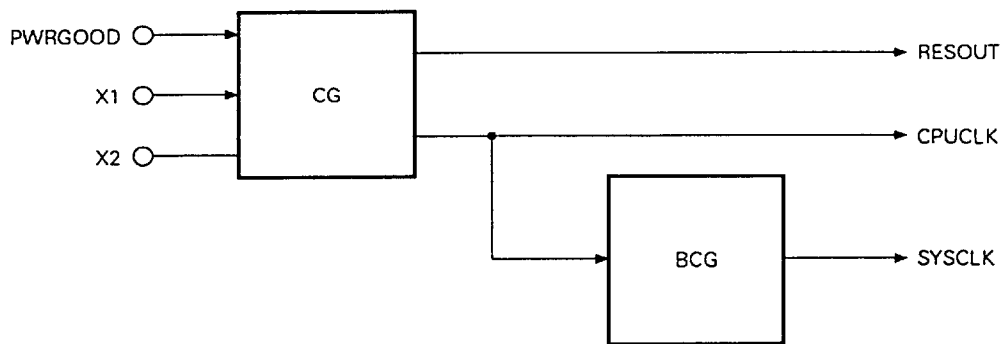 PWRGOOD
RESOUT
X1
CG
CPUCLK
X2
BCG
SYSCLK